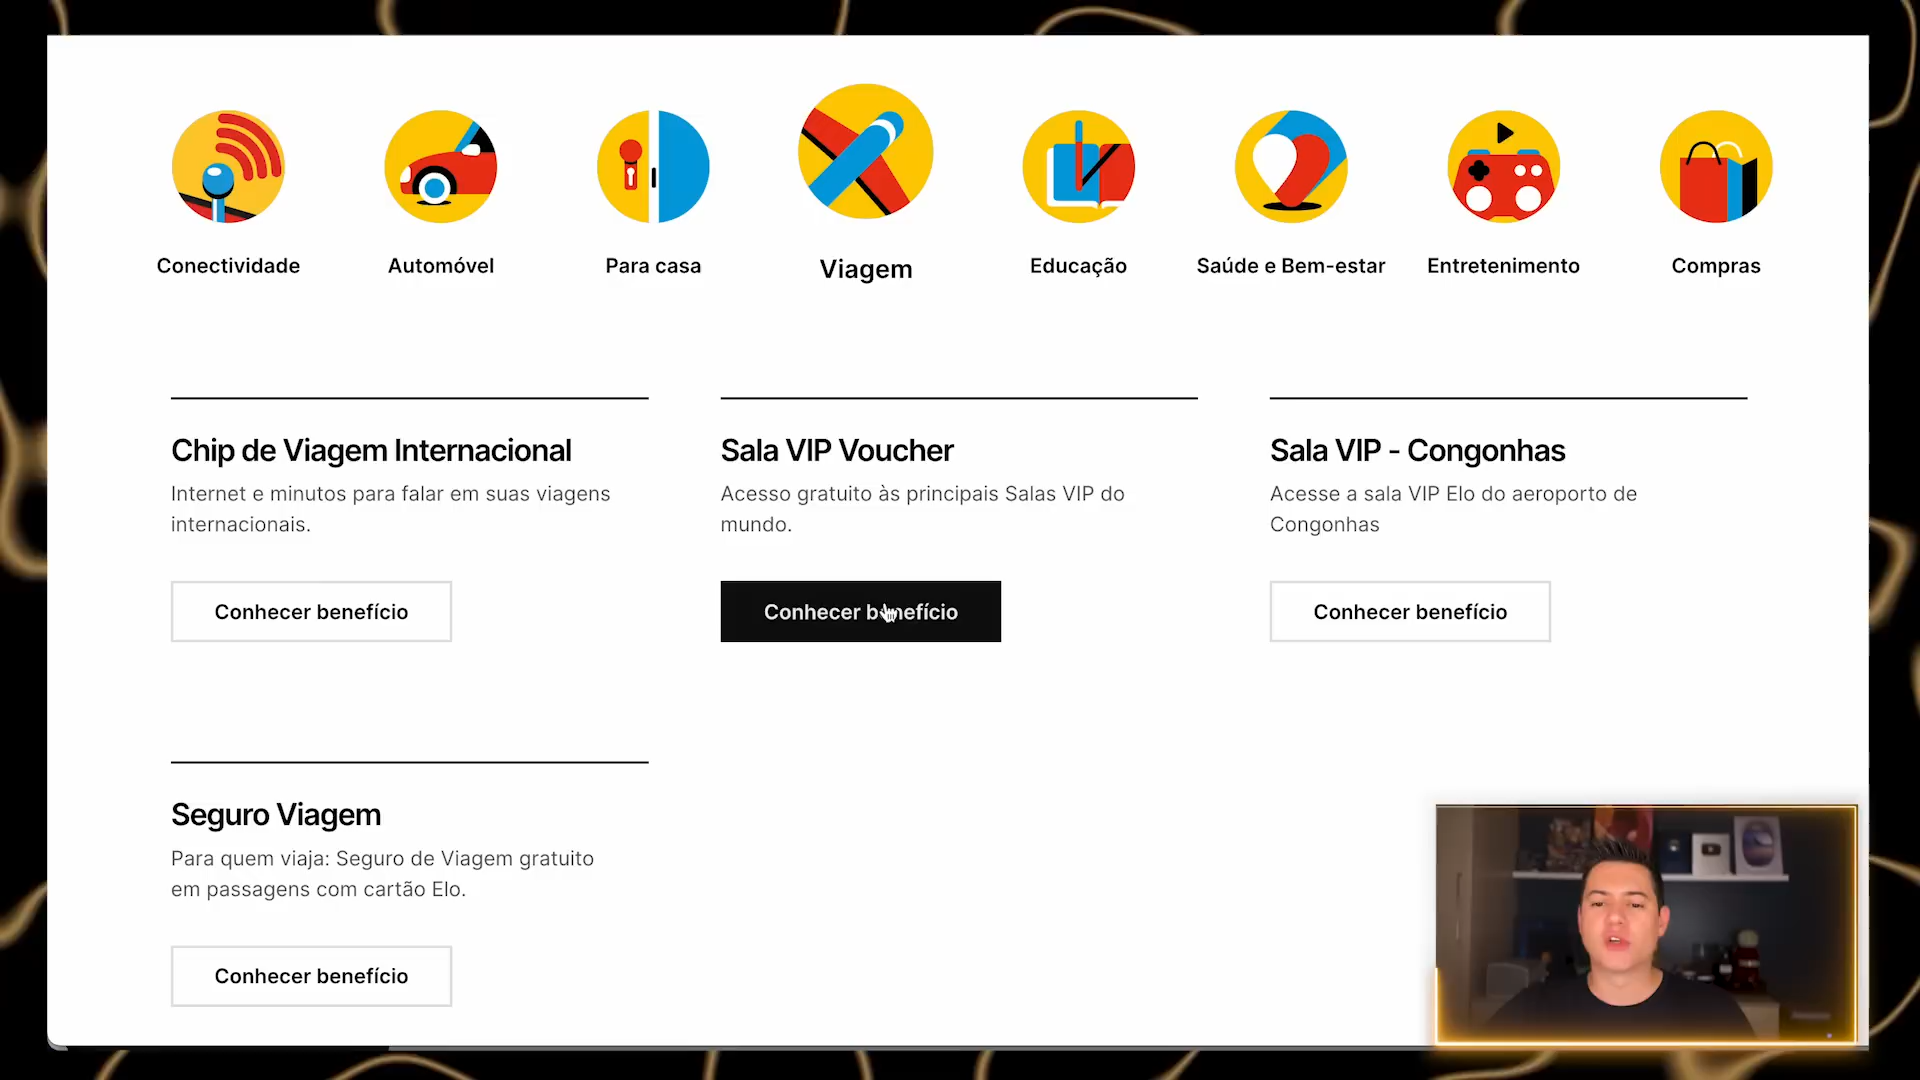 Conectividade
Automóvel
Para casa
Viagem
Educação
Saúde e Bem-estar
Entretenimento
Compras
Chip de Viagem Internacional
Internet e minutos para falar em suas viagens
internacionais.
Conhecer benefício
Sala VIP Voucher
Acesso gratuito às principais Salas VIP do
mundo.
Conhecer benefício
Sala VIP - Congonhas
Acesse a sala VIP Elo do aeroporto de
Congonhas
Conhecer benefício
Seguro Viagem
Para quem viaja: Seguro de Viagem gratuito
em passagens com cartão Elo.
Conhecer benefício